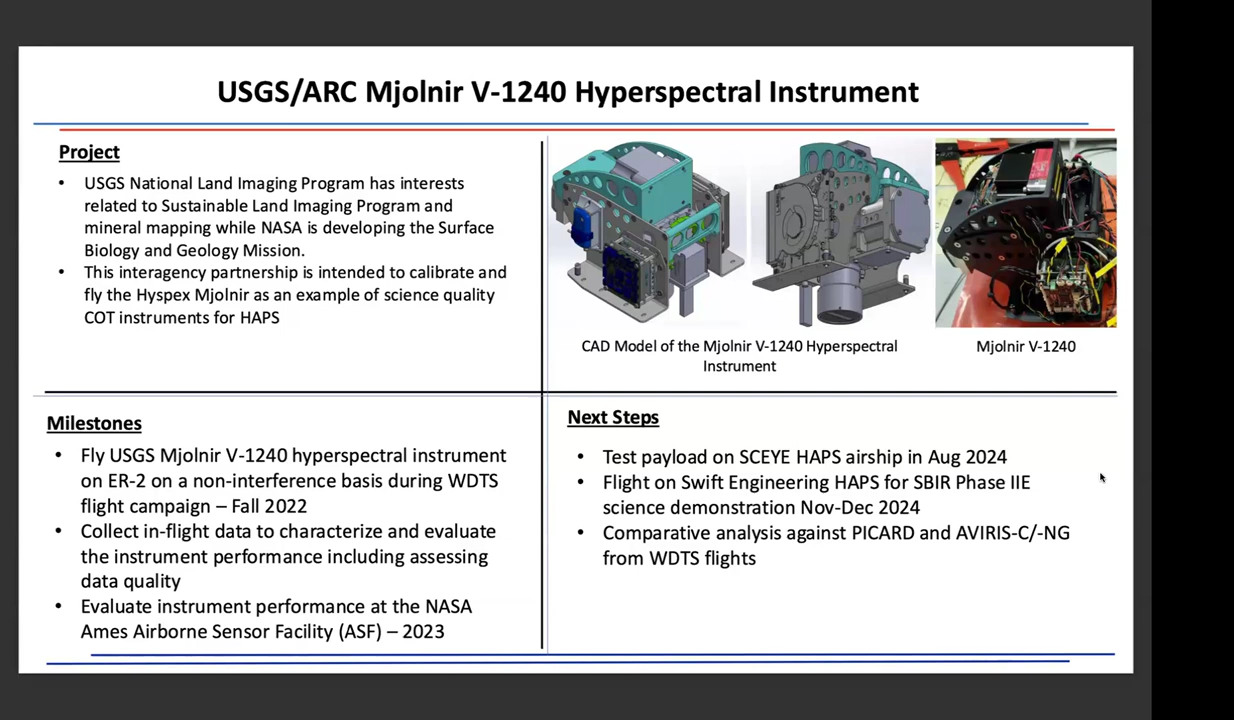 USGS/ARC Mjolnir V-1240 Hyperspectral Instrument
Project
• USGS National Land Imaging Program has interests
related to Sustainable Land Imaging Program and
mineral mapping while NASA is developing the Surface
Biology and Geology Mission.
• This interagency partnership is intended to calibrate and
fly the Hyspex Mjolnir as an example of science quality
COT instruments for HAPS
CAD Model of the Mjolnir V-1240 Hyperspectral
Instrument
Mjolnir V-1240
Milestones
• Fly USGS Mjolnir V-1240 hyperspectral instrument
on ER-2 on a non-interference basis during WDTS
flight campaign – Fall 2022
• Collect in-flight data to characterize and evaluate
the instrument performance including assessing
data quality
• Evaluate instrument performance at the NASA
Ames Airborne Sensor Facility (ASF) – 2023
Next Steps
• Test payload on SCEYE HAPS airship in Aug 2024
• Flight on Swift Engineering HAPS for SBIR Phase IIE
science demonstration Nov-Dec 2024
• Comparative analysis against PICARD and AVIRIS-C/-NG
from WDTS flights